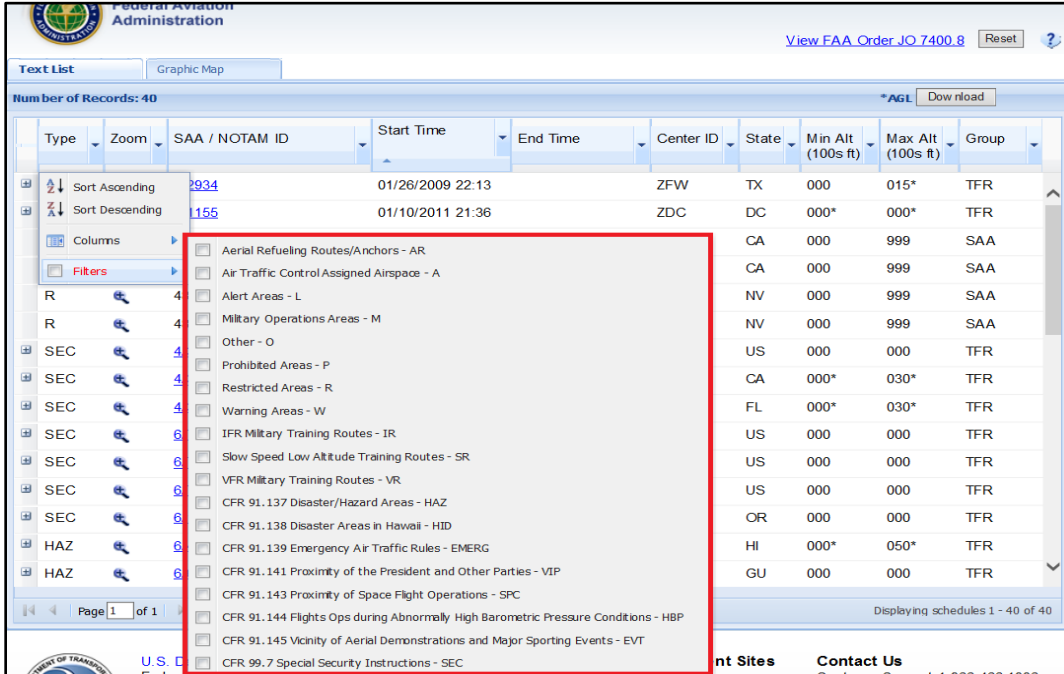 Federal Aviation
Administration
View FAA Order JO 7400.8 Reset ?
Text List Graphic Map
Number of Records: 40 *AGL Download
Type Zoom SAA / NOTAM ID Start Time End Time Center ID State Min Alt (100s ft) Max Alt (100s ft) Group
2934 01/26/2009 22:13 ZFW TX 000 015* TFR
1155 01/10/2011 21:36 ZDC DC 000* 000* TFR
CA 000 999 SAA
CA 000 999 SAA
R 4 NV 000 999 SAA
R 4 NV 000 999 SAA
SEC 4 US 000 000 TFR
SEC 4 CA 000* 030* TFR
SEC 4 FL 000* 030* TFR
SEC 6 US 000 000 TFR
SEC 6 US 000 000 TFR
SEC 6 US 000 000 TFR
SEC 6 OR 000 000 TFR
HAZ 6 HI 000* 050* TFR
HAZ 6 GU 000 000 TFR
Sort Ascending
Sort Descending
Columns
Filters
Aerial Refueling Routes/Anchors - AR
Air Traffic Control Assigned Airspace - A
Alert Areas - L
Military Operations Areas - M
Other - O
Prohibited Areas - P
Restricted Areas - R
Warning Areas - W
IFR Military Training Routes - IR
Slow Speed Low Altitude Training Routes - SR
VFR Military Training Routes - VR
CFR 91.137 Disaster/Hazard Areas - HAZ
CFR 91.138 Disaster Areas in Hawaii - HID
CFR 91.139 Emergency Air Traffic Rules - EMERG
CFR 91.141 Proximity of the President and Other Parties - VIP
CFR 91.143 Proximity of Space Flight Operations - SPC
CFR 91.144 Flights Ops during Abnormally High Barometric Pressure Conditions - HBP
CFR 91.145 Vicinity of Aerial Demonstrations and Major Sporting Events - EVT
CFR 99.7 Special Security Instructions - SEC
Page 1 of 1 Displaying schedules 1 - 40 of 40
U.S. D nt Sites Contact Us